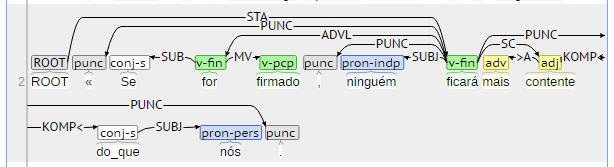 STA
PUNC
ADVL PUNC
PUNC SC
ROOT punc conj-s SUB v-fin MV v-pcp punc pron-indp SUBJ v-fin adv >A adj KOMP<
2 ROOT « Se for firmado , ninguém ficará mais contente
PUNC
KOMP< conj-s SUBJ pron-pers punc
do_que nós .